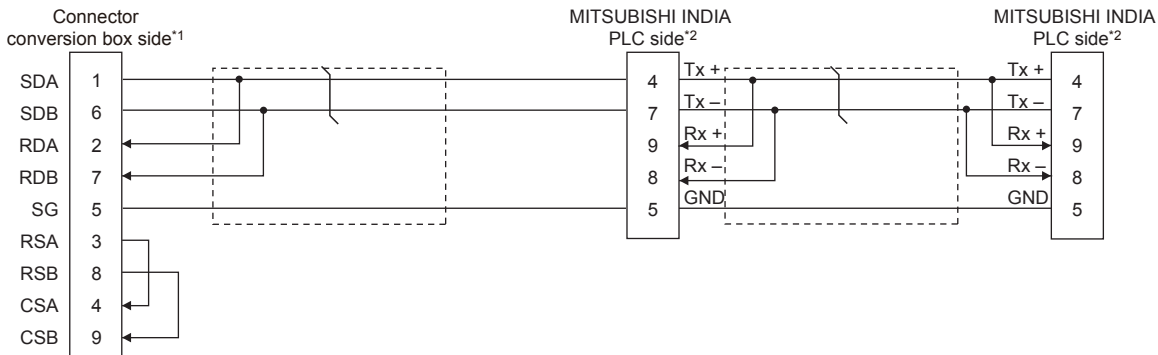 Connector
conversion box side*1
MITSUBISHI INDIA
PLC side*2
MITSUBISHI INDIA
PLC side*2
SDA 1 4 Tx + Tx + 4
SDB 6 7 Tx – Tx – 7
RDA 2 9 Rx + Rx + 9
RDB 7 8 Rx – Rx – 8
SG 5 5 GND GND 5
RSA 3
RSB 8
CSA 4
CSB 9